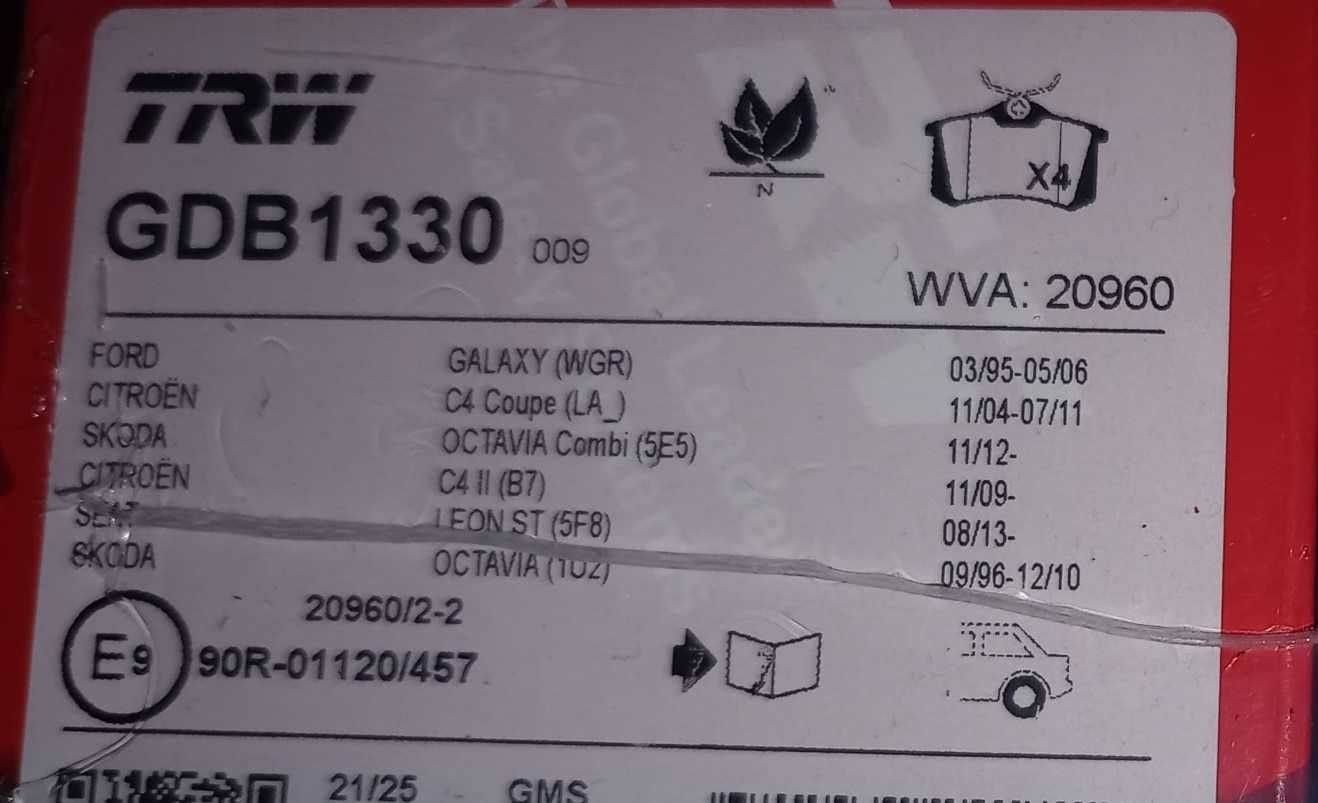 TRW
GDB1330 009
N
X4
WVA: 20960
FORD GALAXY (WGR) 03/95-05/06
CITROËN C4 Coupe (LA_) 11/04-07/11
SKODA OCTAVIA Combi (5E5) 11/12-
CITROËN C4 II (B7) 11/09-
SEAT LEON ST (5F8) 08/13-
SKODA OCTAVIA (1U2) 09/96-12/10
20960/2-2
E9 90R-01120/457
21/25 GMS